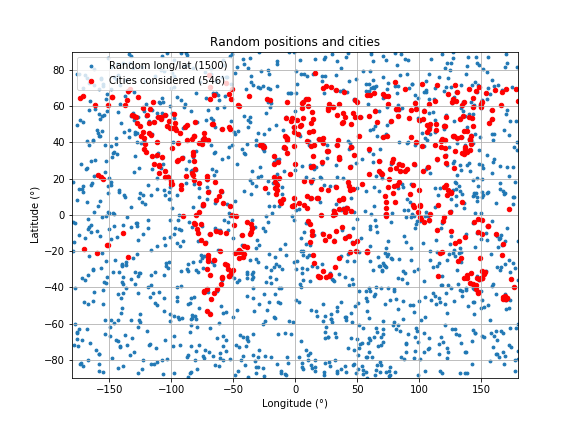 Random positions and cities
Random long/lat (1500)
Cities considered (546)
80
60
40
20
0
−20
−40
−60
−80
Latitude (°)
−150 −100 −50 0 50 100 150
Longitude (°)